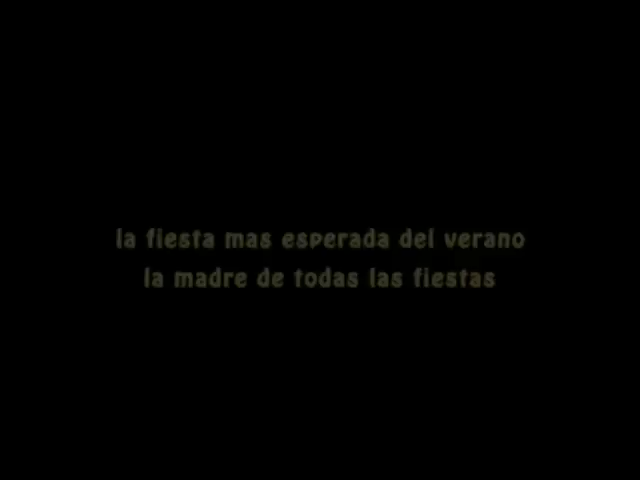 la fiesta mas esperada del verano
la madre de todas las fiestas